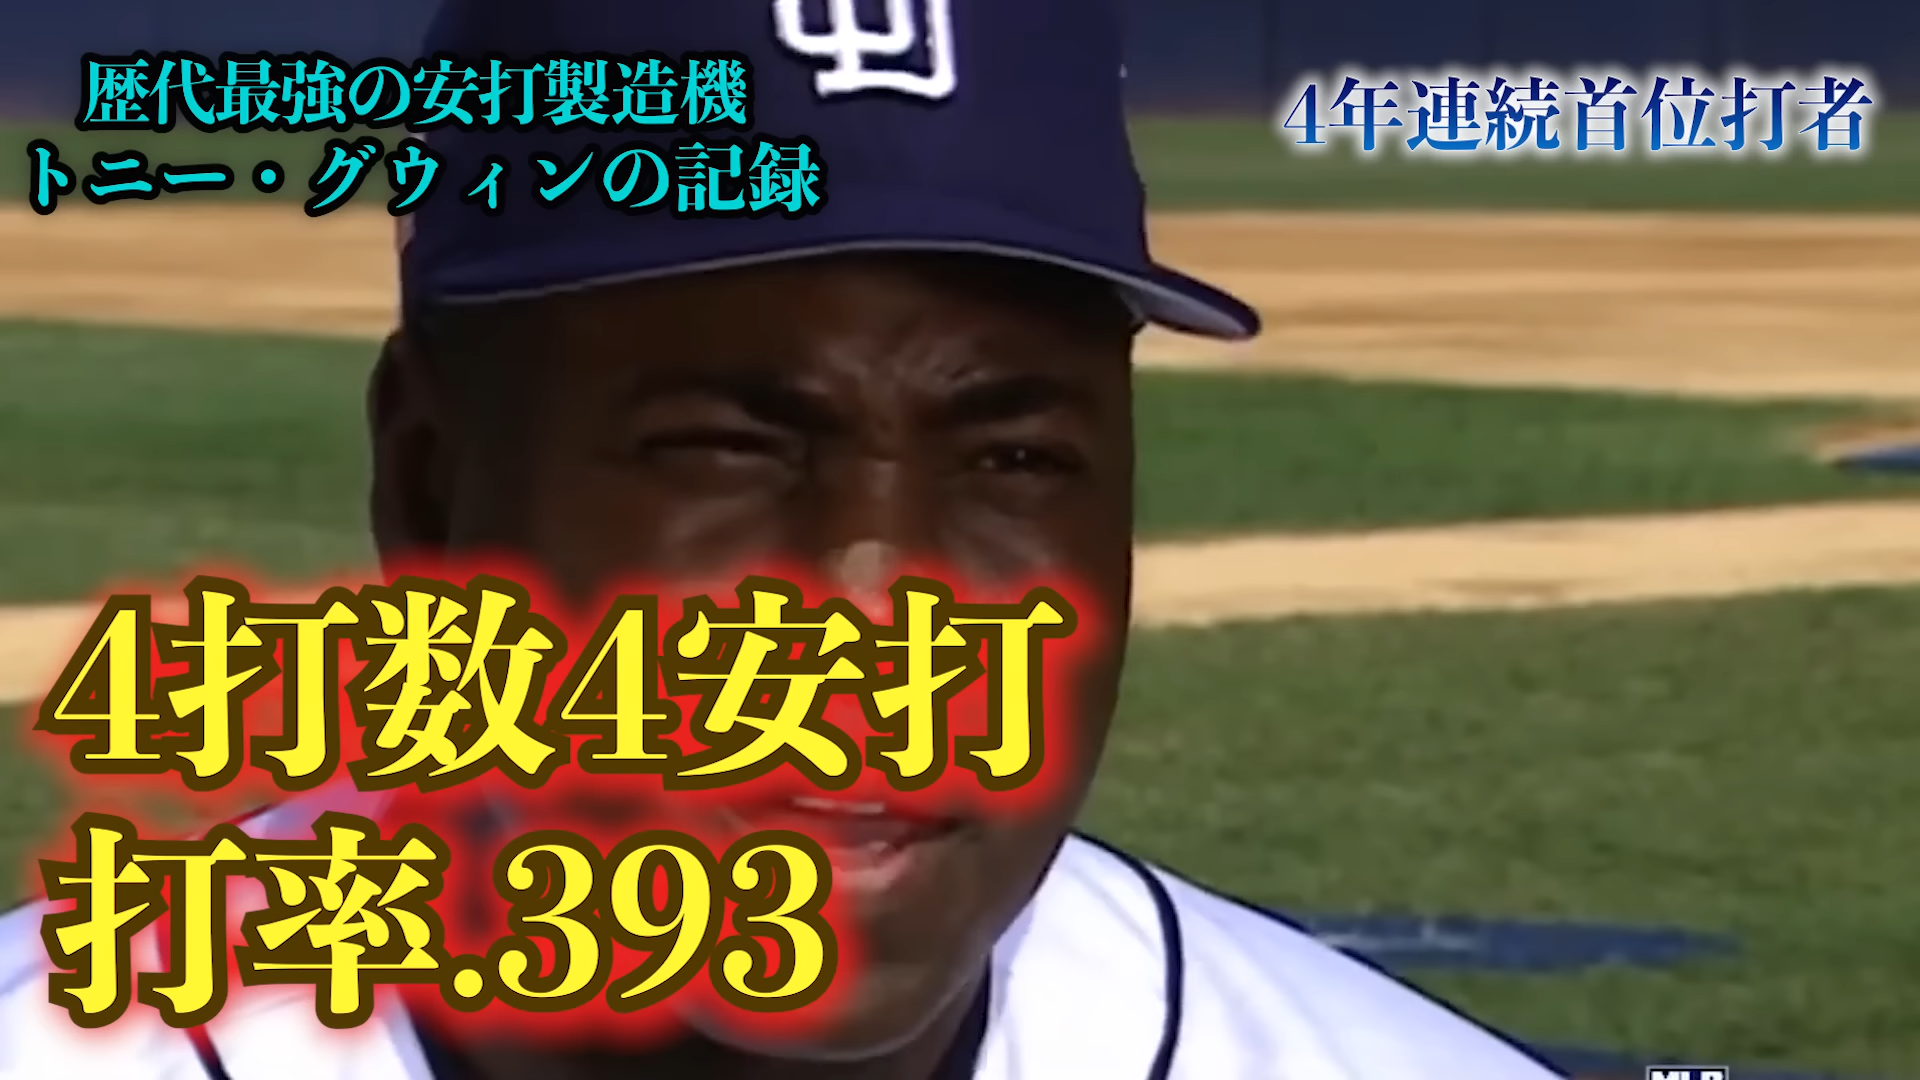 歴代最強の安打製造機
トニー・グウィンの記録
4年連続首位打者
4打数4安打
打率.393
MLB